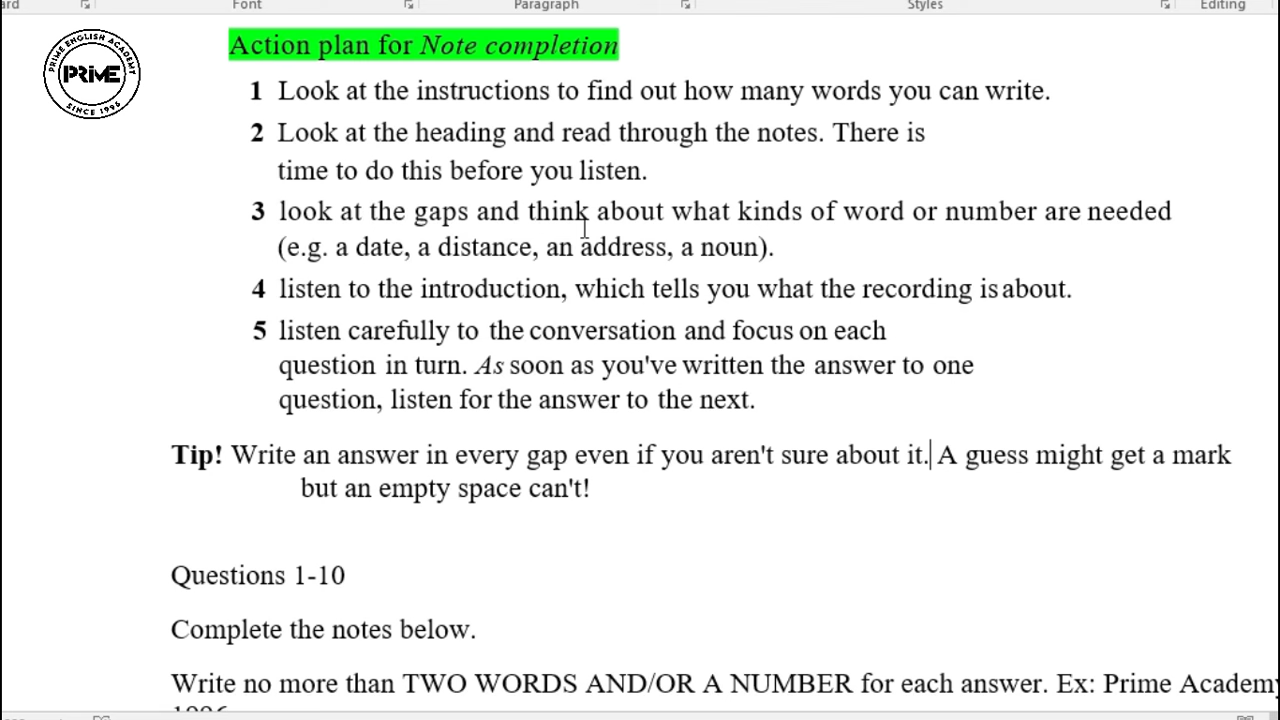 Font
Paragraph
Styles
Editing
PRIME ENGLISH ACADEMY
PRiME
SINCE 1996
Action plan for Note completion
1 Look at the instructions to find out how many words you can write.
2 Look at the heading and read through the notes. There is
time to do this before you listen.
3 look at the gaps and think about what kinds of word or number are needed
(e.g. a date, a distance, an address, a noun).
4 listen to the introduction, which tells you what the recording is about.
5 listen carefully to the conversation and focus on each
question in turn. As soon as you've written the answer to one
question, listen for the answer to the next.
Tip! Write an answer in every gap even if you aren't sure about it. A guess might get a mark
but an empty space can't!
Questions 1-10
Complete the notes below.
Write no more than TWO WORDS AND/OR A NUMBER for each answer. Ex: Prime Academy